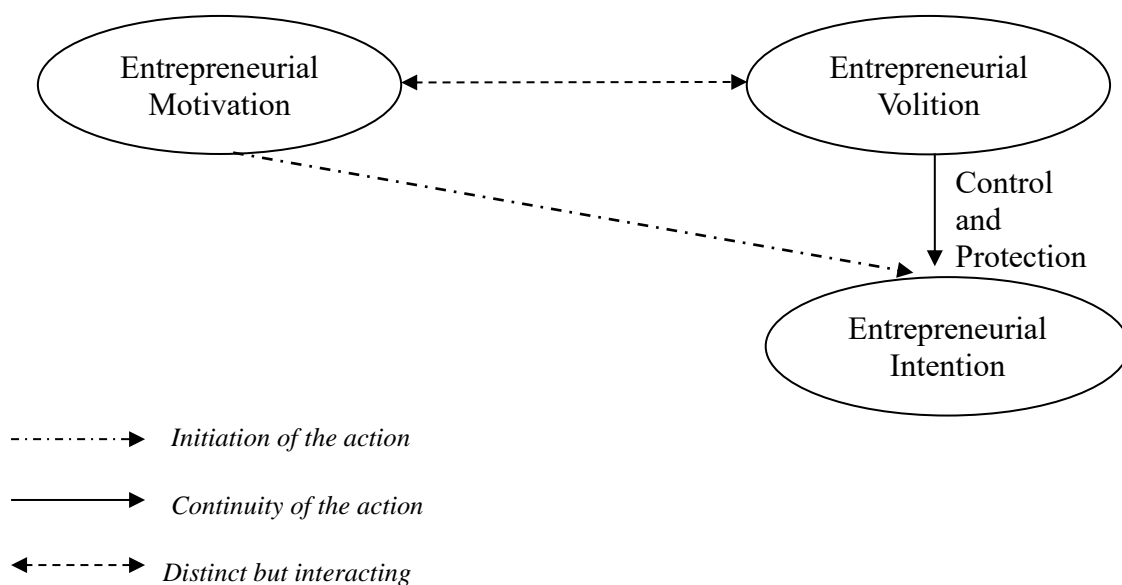 Entrepreneurial
Motivation
Entrepreneurial
Volition
Control
and
Protection
Entrepreneurial
Intention
Initiation of the action
Continuity of the action
Distinct but interacting